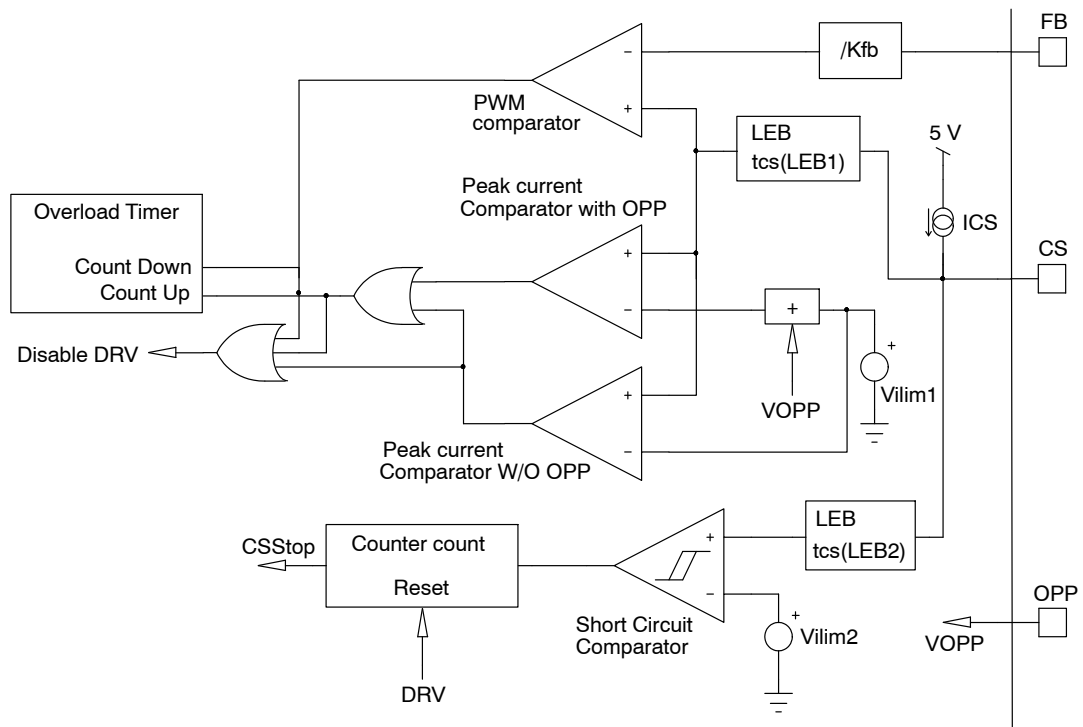 FB
/Kfb
−
+
PWM
comparator
LEB
tcs(LEB1)
5 V
ICS
CS
Peak current
Comparator with OPP
Overload Timer
Count Down
Count Up
+
−
+
+
Vilim1
VOPP
Disable DRV
+
−
Peak current
Comparator W/O OPP
LEB
tcs(LEB2)
CSStop
Counter count
Reset
+
−
Short Circuit
Comparator
+
Vilim2
OPP
VOPP
DRV